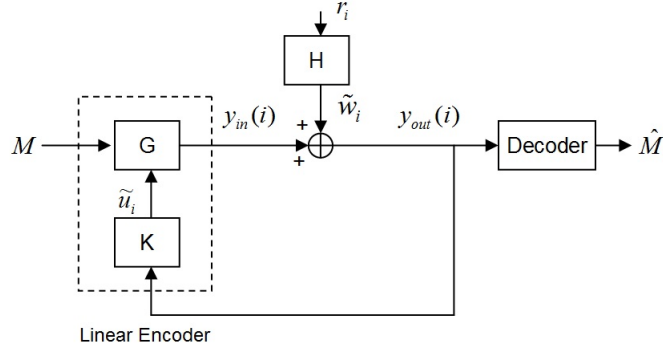 r_i
H
w̃_i
y_in(i)
y_out(i)
+
+
M
G
Decoder
M̂
ũ_i
K
Linear Encoder